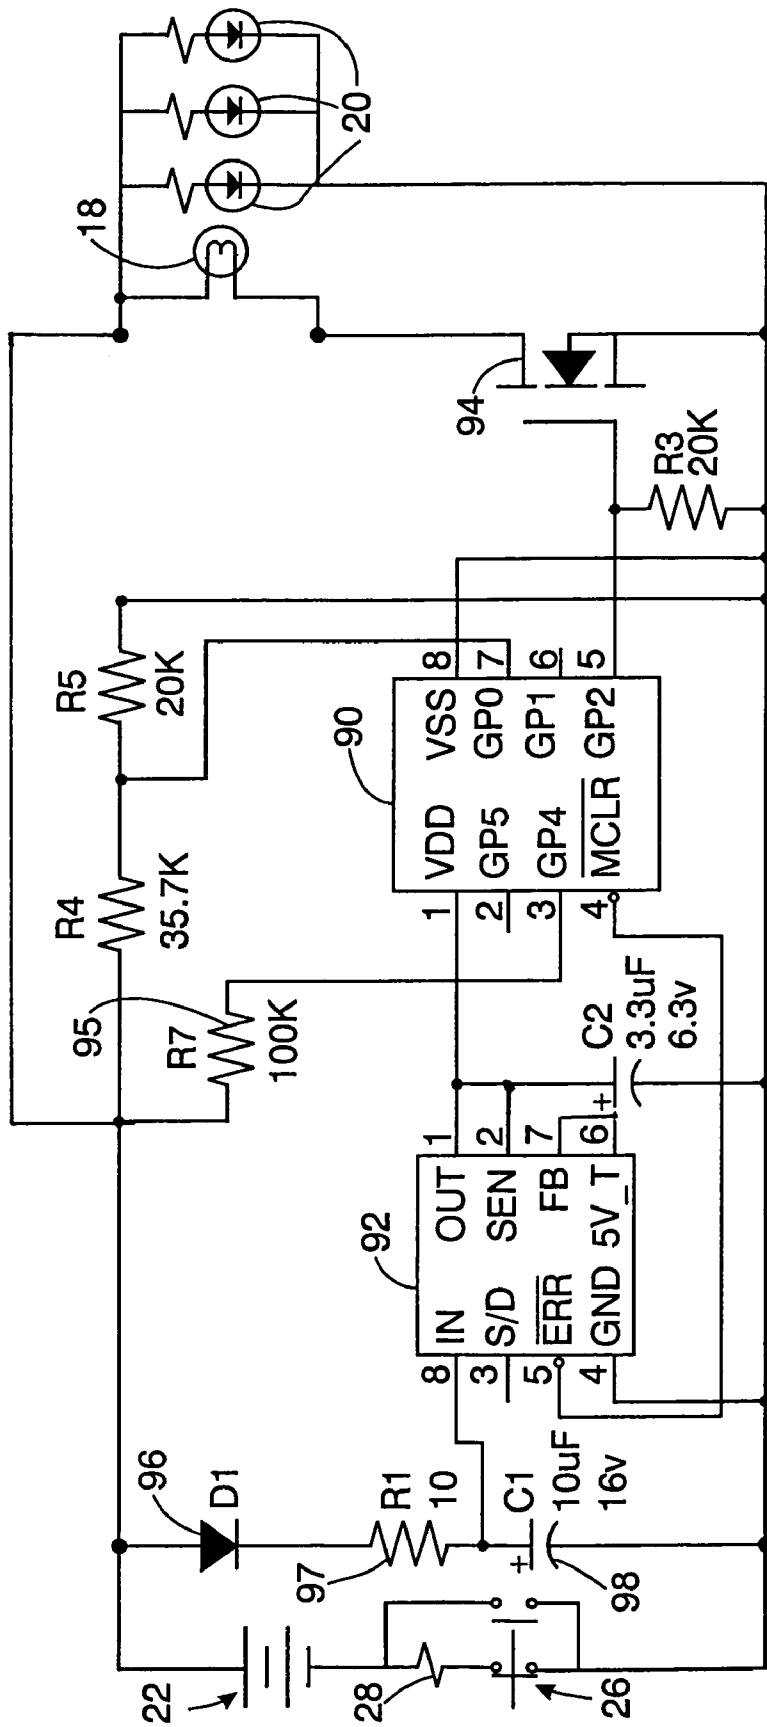 22
28
26
96
D1
97
R1
10
C1
10uF
16v
98
92
8 IN OUT 1
3 S/D SEN 2
5 ERR FB 7
4 GND 5V_T 6
C2
3.3uF
6.3v
95
R7
100K
R4
35.7K
R5
20K
90
1 VDD VSS 8
2 GP5 GP0 7
3 GP4 GP1 6
4 MCLR GP2 5
R3
20K
94
18
20
+
+